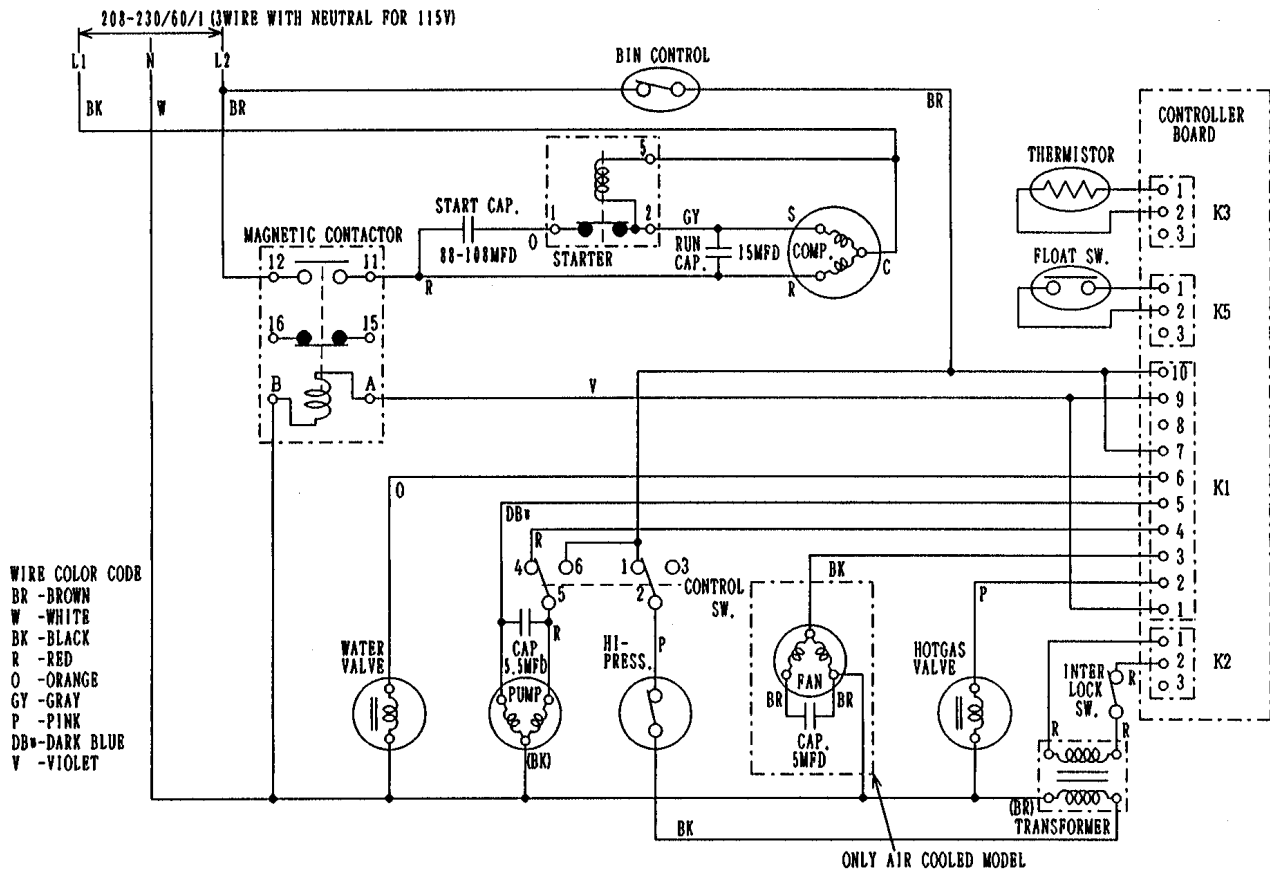 208-230/60/1 (3WIRE WITH NEUTRAL FOR 115V)
L1 N L2
BK W BR
BIN CONTROL
BR
CONTROLLER
BOARD
THERMISTOR
1
2
3
K3
FLOAT SW.
1
2
3
K5
START CAP.
88-108MFD
O
1
5
2
STARTER
GY
RUN
CAP.
15MFD
S
COMP.
R
C
MAGNETIC CONTACTOR
12 11
R
16 15
B A
V
10
9
8
7
6
5
4
3
2
1
K1
O
DBu
R
4 6 1 3
5 2
CONTROL
SW.
BK
P
WATER
VALVE
CAP
5.5MFD
R
PUMP
(BK)
HI-
PRESS.
P
FAN
BR BR
CAP.
5MFD
HOTGAS
VALVE
1
2
3
K2
INTER
LOCK
SW.
R
R R
(BR)
TRANSFORMER
BK
ONLY AIR COOLED MODEL
WIRE COLOR CODE
BR -BROWN
W -WHITE
BK -BLACK
R -RED
O -ORANGE
GY -GRAY
P -PINK
DBu-DARK BLUE
V -VIOLET